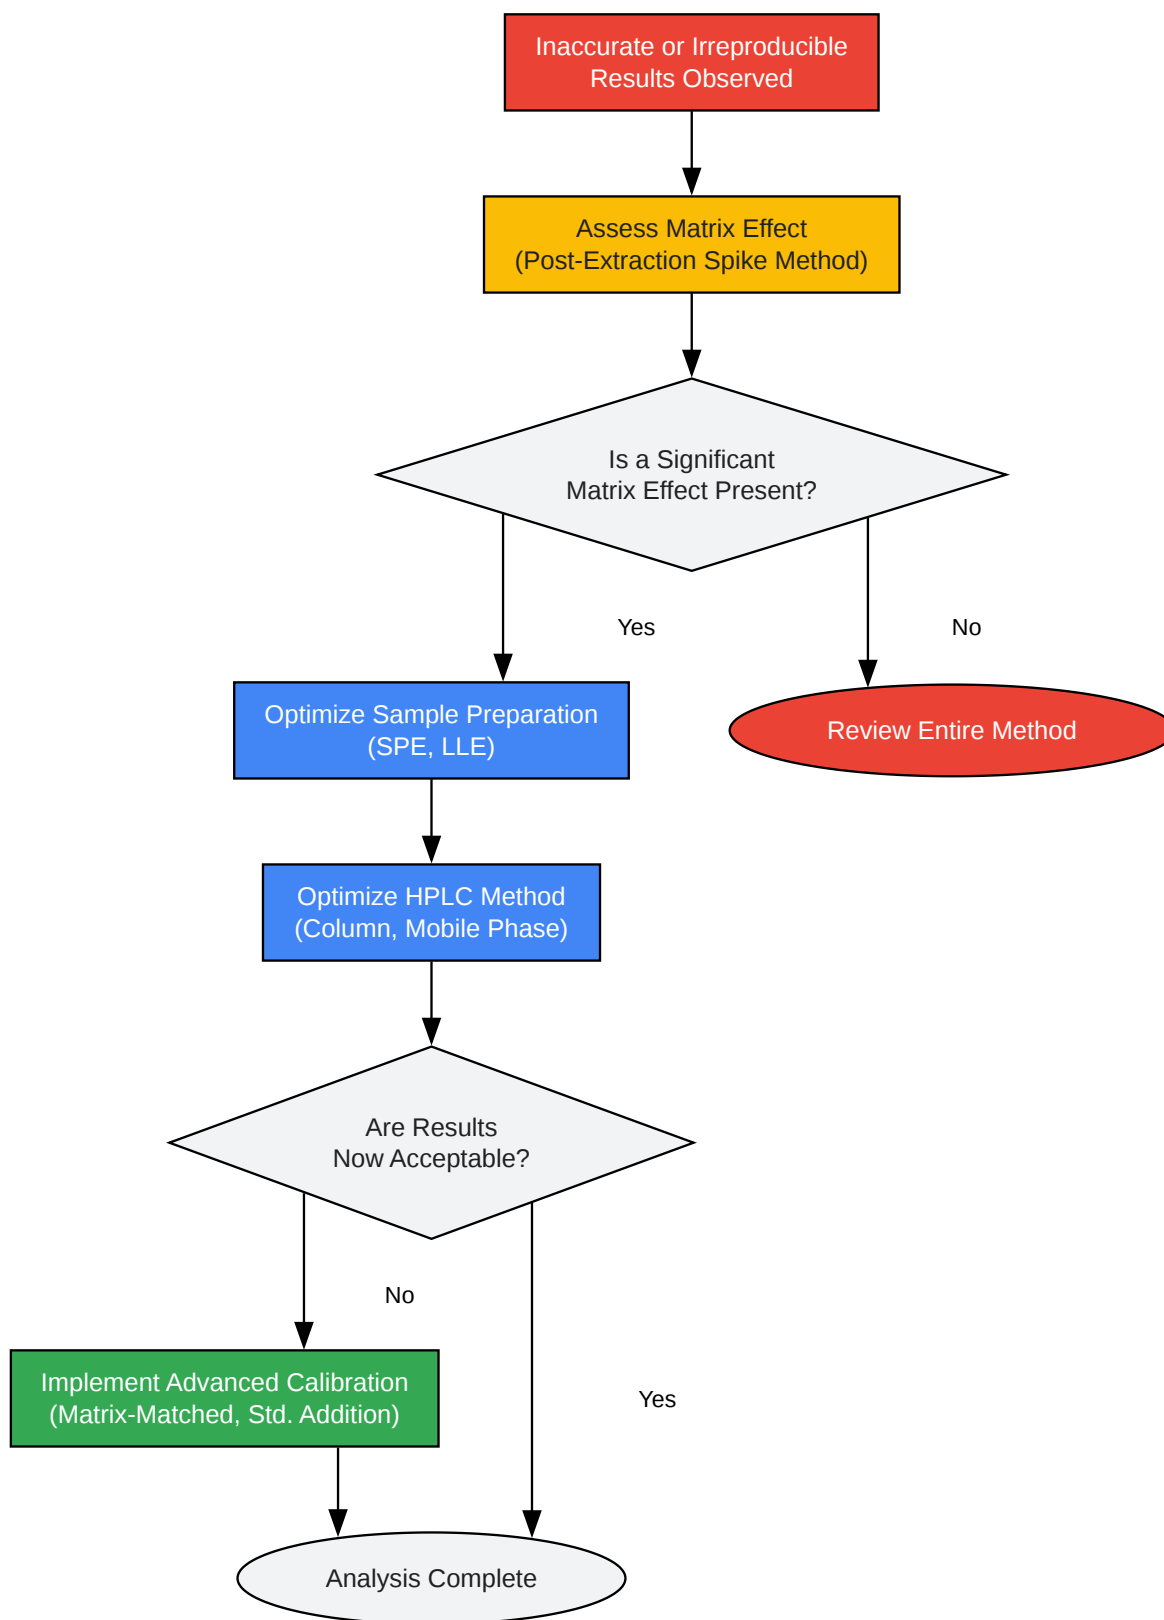 Inaccurate or Irreproducible
Results Observed
Assess Matrix Effect
(Post-Extraction Spike Method)
Is a Significant
Matrix Effect Present?
Yes
No
Optimize Sample Preparation
(SPE, LLE)
Review Entire Method
Optimize HPLC Method
(Column, Mobile Phase)
Are Results
Now Acceptable?
No
Implement Advanced Calibration
(Matrix-Matched, Std. Addition)
Yes
Analysis Complete